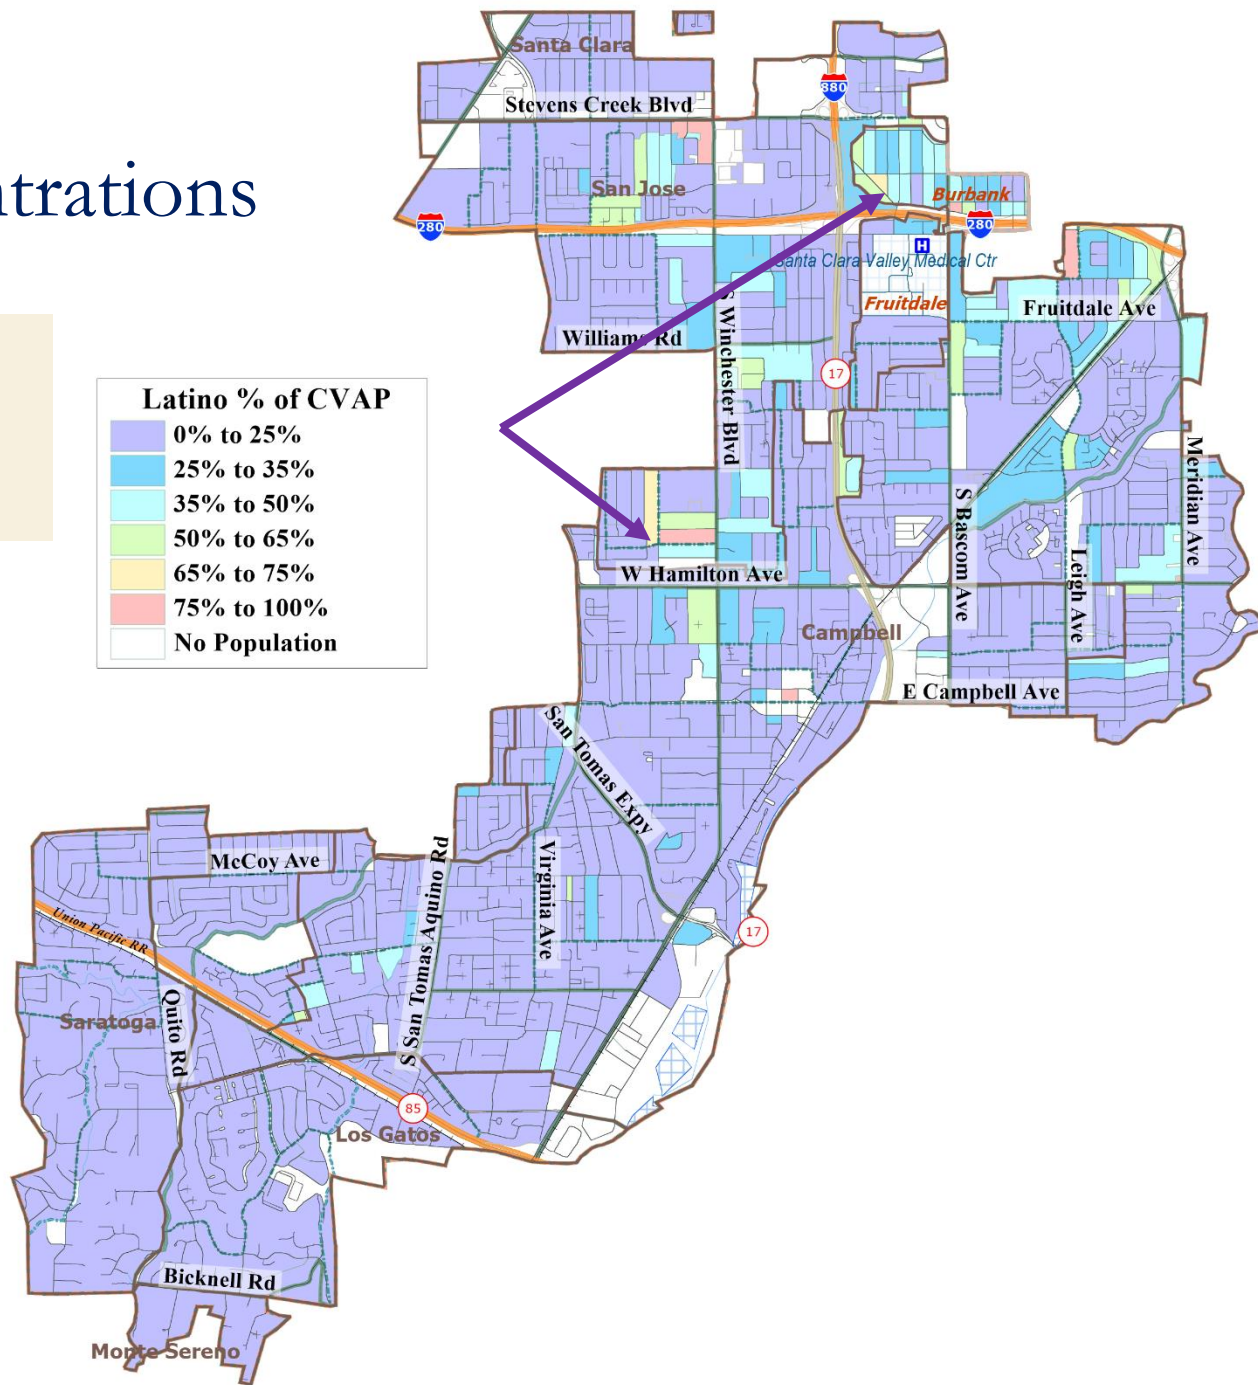 ntrations
Santa Clara
880
Stevens Creek Blvd
San Jose
Burbank
280
280
H
Santa Clara Valley Medical Ctr
Fruitdale
Fruitdale Ave
Williams Rd
S Winchester Blvd
17
Latino % of CVAP
0% to 25%
25% to 35%
35% to 50%
50% to 65%
65% to 75%
75% to 100%
No Population
Meridian Ave
S Bascom Ave
Leigh Ave
W Hamilton Ave
Campbell
E Campbell Ave
San Tomas Expy
McCoy Ave
S San Tomas Aquino Rd
Virginia Ave
Union Pacific RR
17
Quito Rd
Saratoga
85
Los Gatos
Bicknell Rd
Monte Sereno